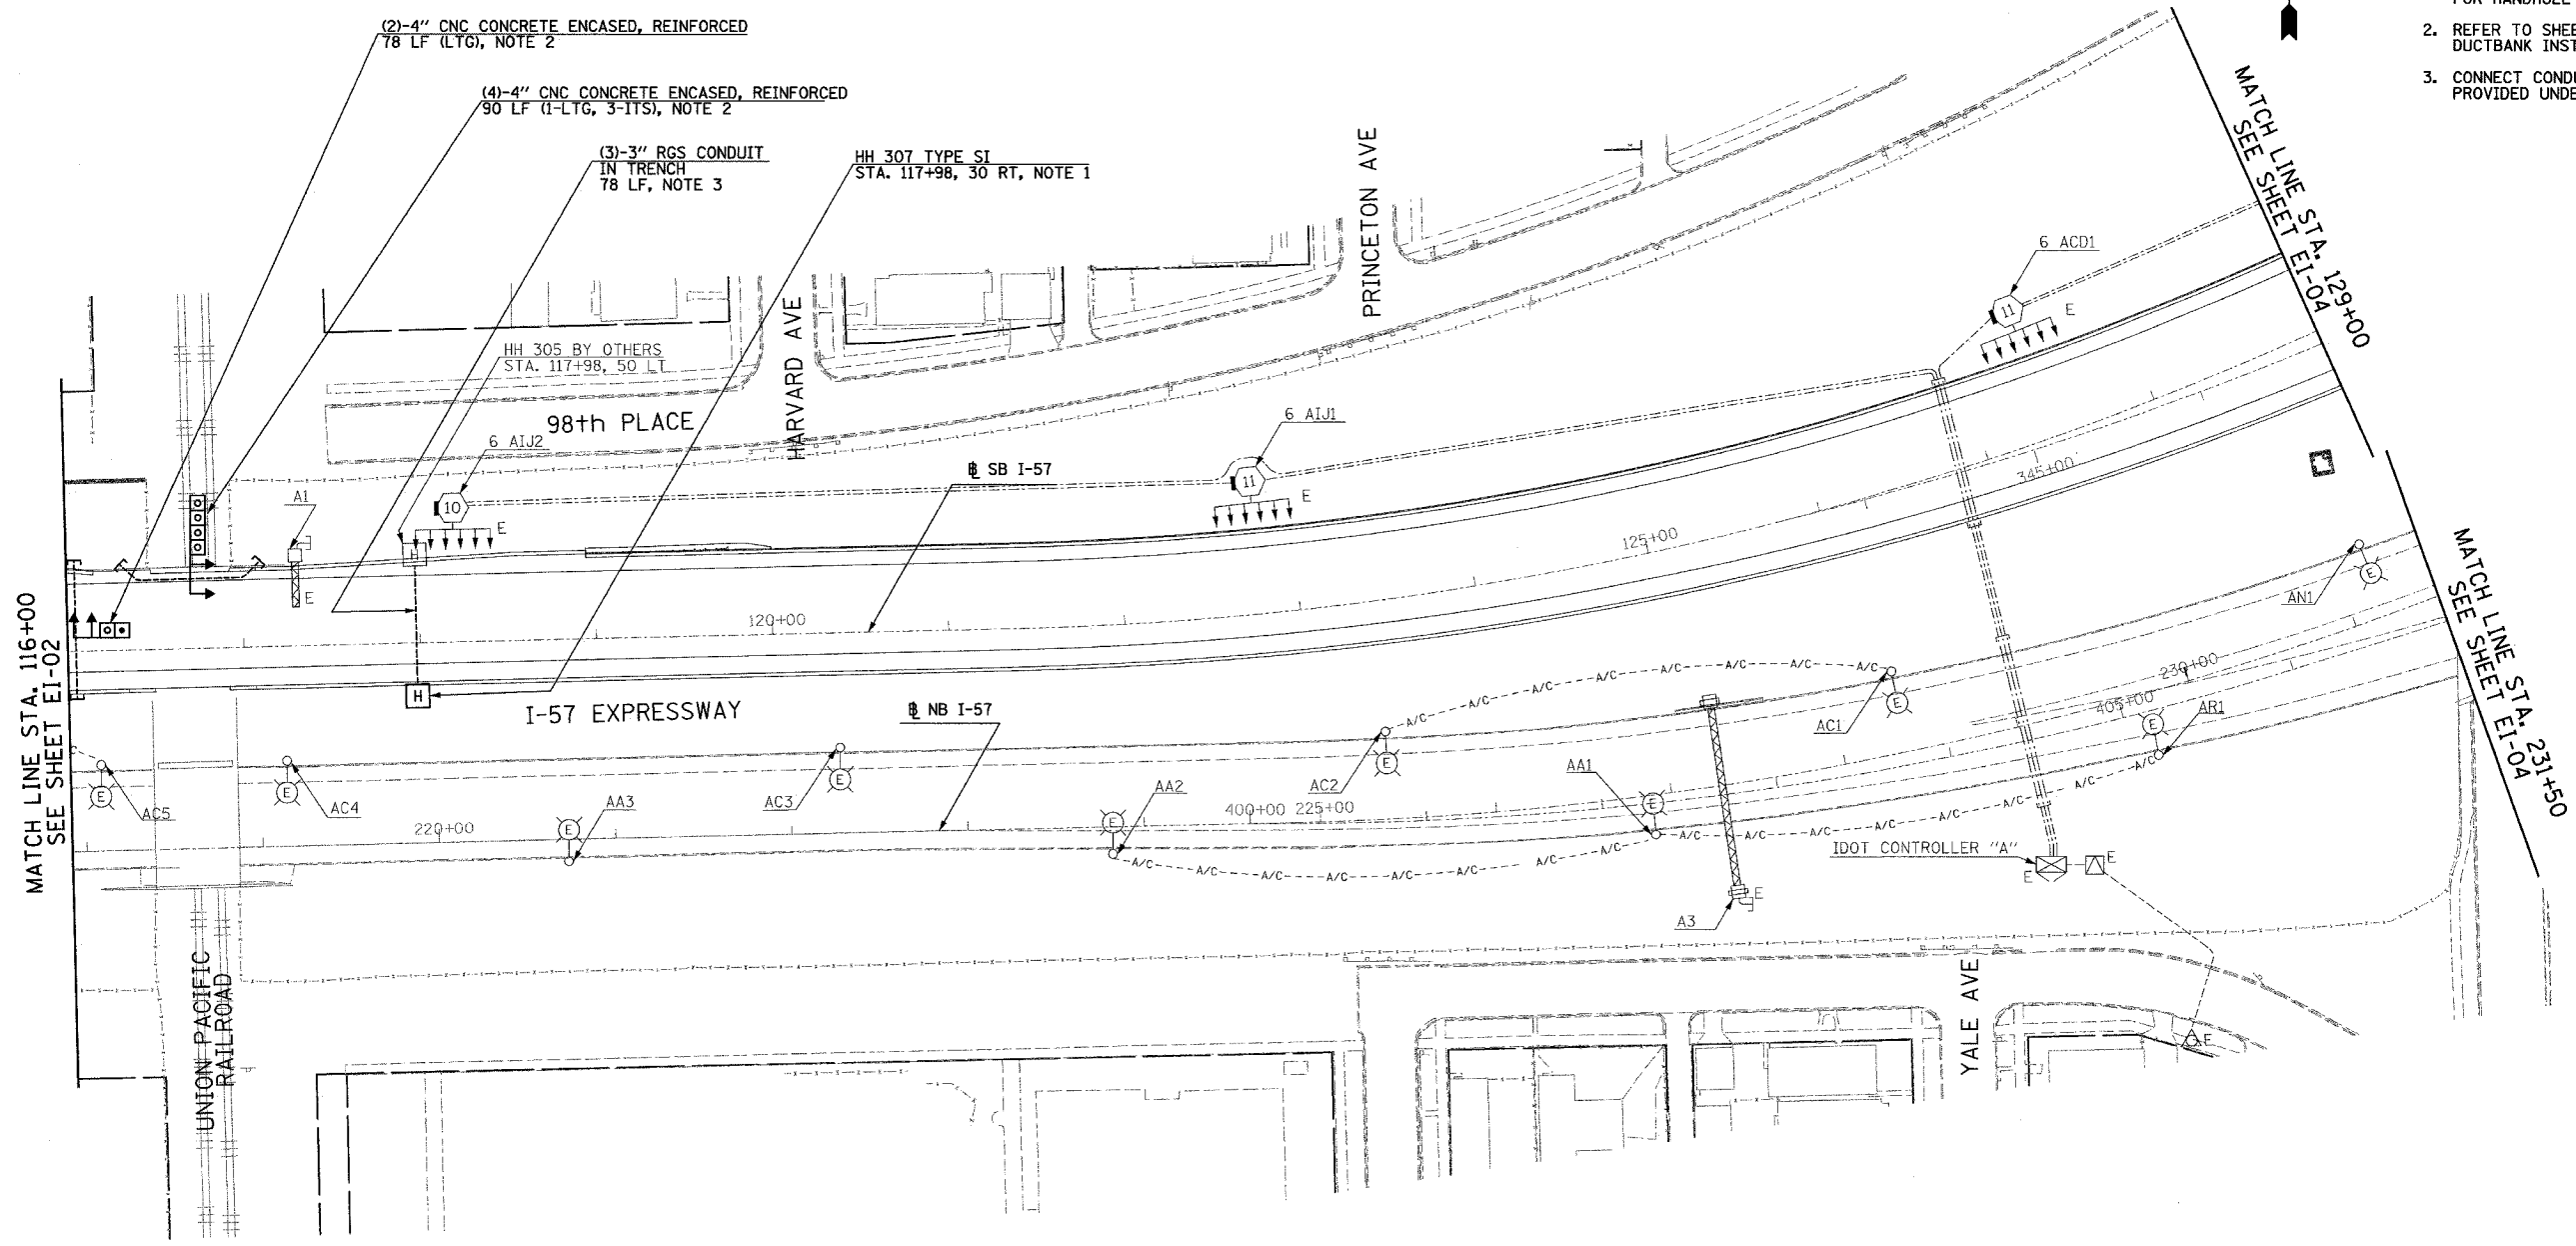 (2)-4" CNC CONCRETE ENCASED, REINFORCED
78 LF (LTG), NOTE 2
(4)-4" CNC CONCRETE ENCASED, REINFORCED
90 LF (1-LTG, 3-ITS), NOTE 2
(3)-3" RGS CONDUIT
IN TRENCH
78 LF, NOTE 3
HH 307 TYPE SI
STA. 117+98, 30 RT, NOTE 1
2. REFER TO SHEE
DUCTBANK INST
3. CONNECT COND
PROVIDED UNDE
MATCH LINE STA. 129+00
SEE SHEET EI-04
PRINCETON AVE
HARVARD AVE
6 ACD1
11
E
HH 305 BY OTHERS
STA. 117+98, 50 LT
98th PLACE
6 AIJ2
10
E
6 AIJ1
11
E
A1
E
℄ SB I-57
345+00
125+00
120+00
MATCH LINE STA. 116+00
SEE SHEET EI-02
H
I-57 EXPRESSWAY
℄ NB I-57
A/C A/C A/C A/C A/C A/C A/C A/C
AN1
E
MATCH LINE STA. 231+50
SEE SHEET EI-04
230+00
405+00
AR1
E
AC1
E
AC2
E
AC3
E
AC4
E
AC5
E
AA1
E
AA2
E
AA3
E
220+00
400+00
225+00
A/C A/C A/C A/C A/C A/C A/C A/C
A/C A/C A/C A/C A/C A/C A/C A/C
IDOT CONTROLLER "A"
E
E
A3
E
UNION PACIFIC
RAILROAD
YALE AVE
E